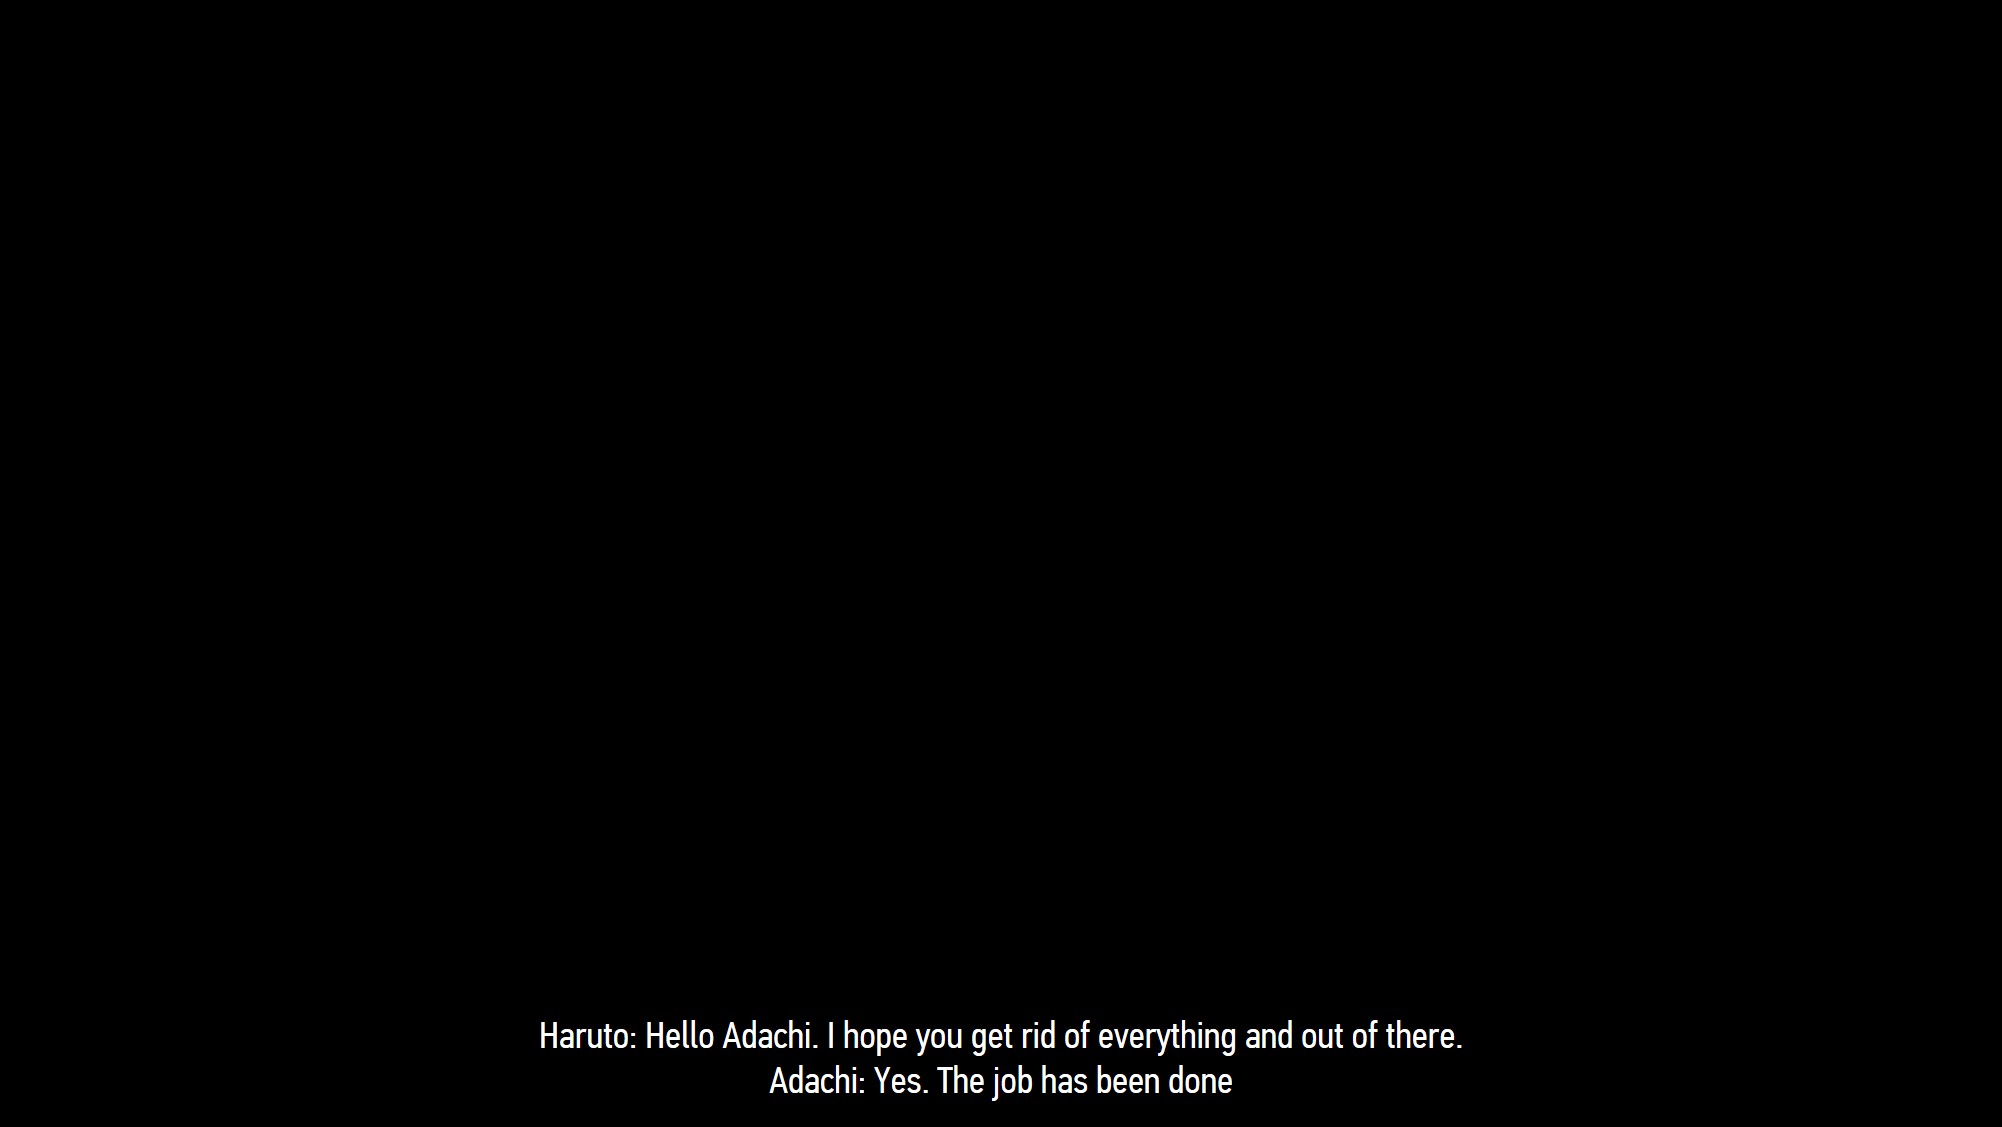 Haruto: Hello Adachi. I hope you get rid of everything and out of there.
Adachi: Yes. The job has been done